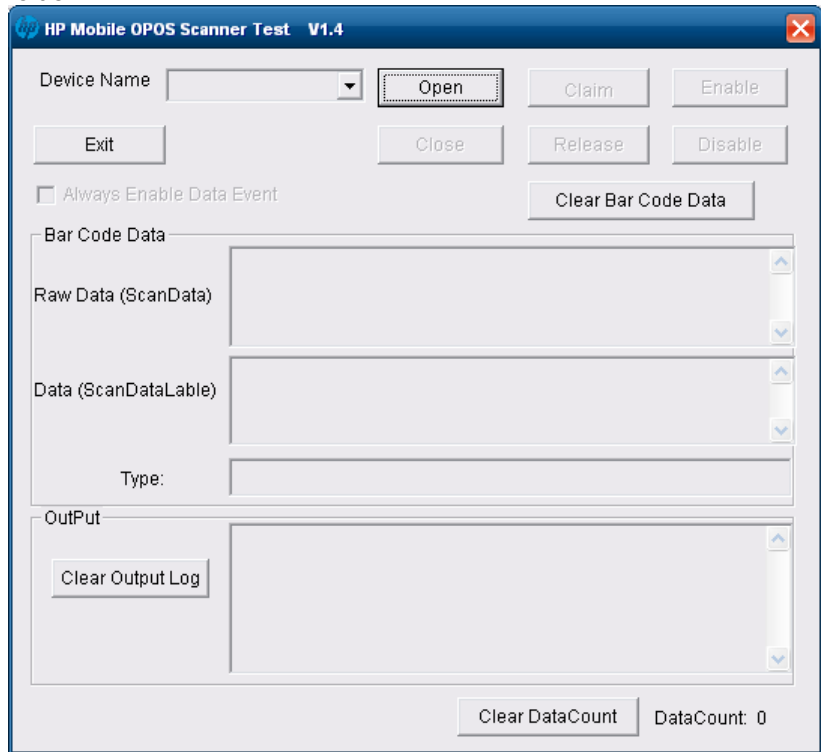 HP Mobile OPOS Scanner Test V1.4
Device Name
Open
Claim
Enable
Exit
Close
Release
Disable
Always Enable Data Event
Clear Bar Code Data
Bar Code Data
Raw Data (ScanData)
Data (ScanDataLable)
Type:
OutPut
Clear Output Log
Clear DataCount
DataCount: 0